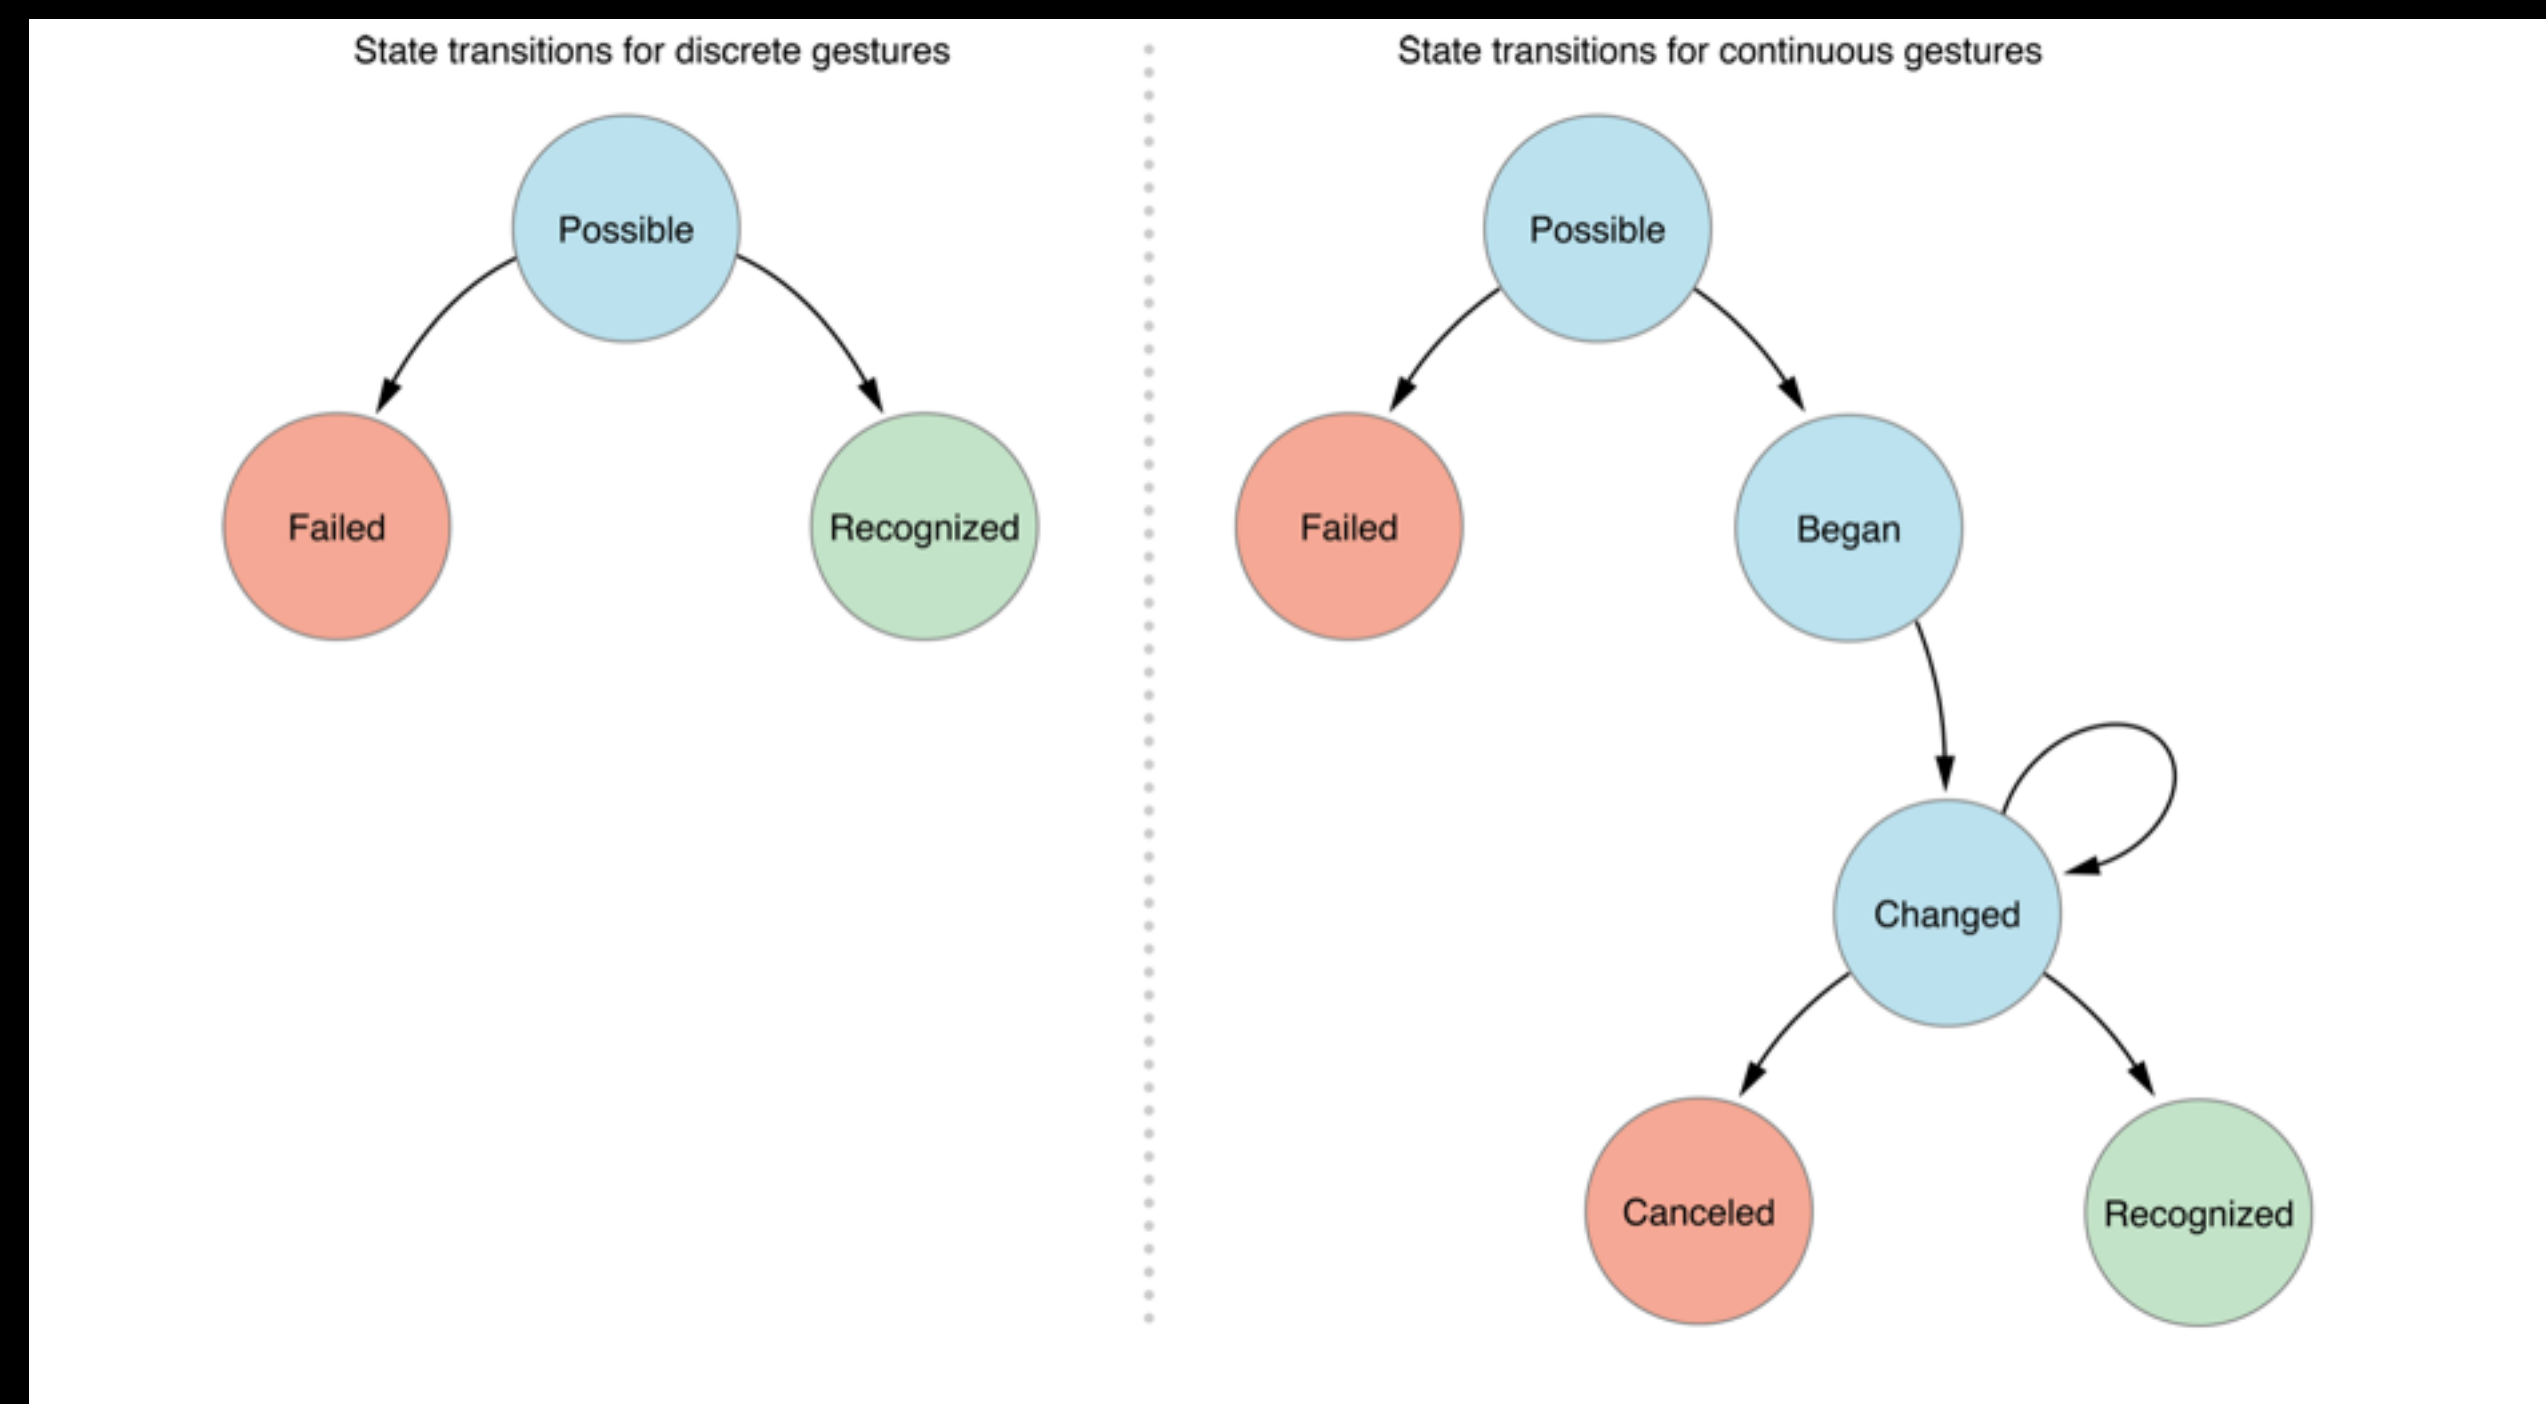 State transitions for discrete gestures
Possible
Failed
Recognized
State transitions for continuous gestures
Possible
Failed
Began
Changed
Canceled
Recognized